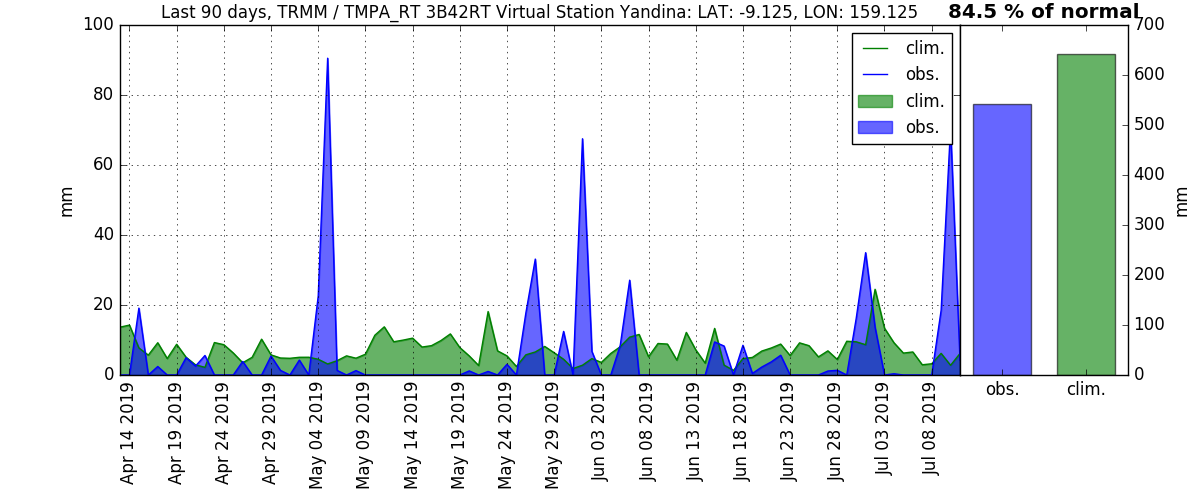 Last 90 days, TRMM / TMPA_RT 3B42RT Virtual Station Yandina: LAT: -9.125, LON: 159.125
84.5 % of normal
100
80
60
40
20
0
mm
clim.
obs.
clim.
obs.
700
600
500
400
300
200
100
0
mm
obs.
clim.
Apr 14 2019
Apr 19 2019
Apr 24 2019
Apr 29 2019
May 04 2019
May 09 2019
May 14 2019
May 19 2019
May 24 2019
May 29 2019
Jun 03 2019
Jun 08 2019
Jun 13 2019
Jun 18 2019
Jun 23 2019
Jun 28 2019
Jul 03 2019
Jul 08 2019